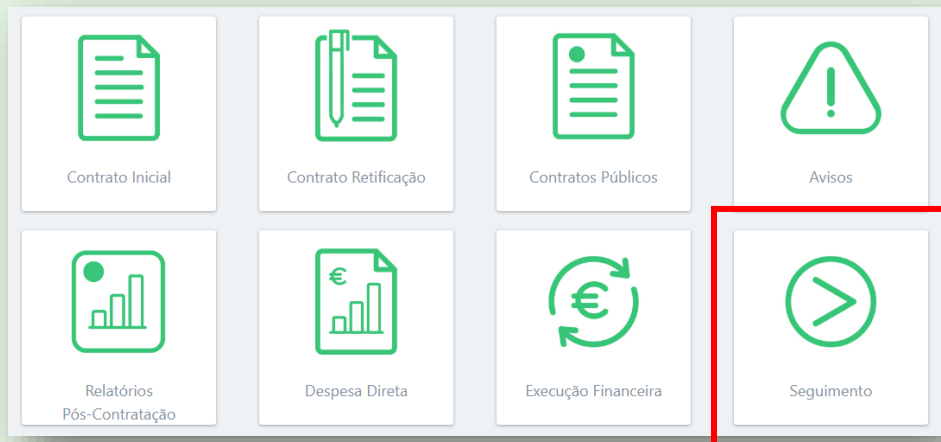 Contrato Inicial
Contrato Retificação
Contratos Públicos
Avisos
€
Relatórios
Pós-Contratação
Despesa Direta
€
Execução Financeira
Seguimento